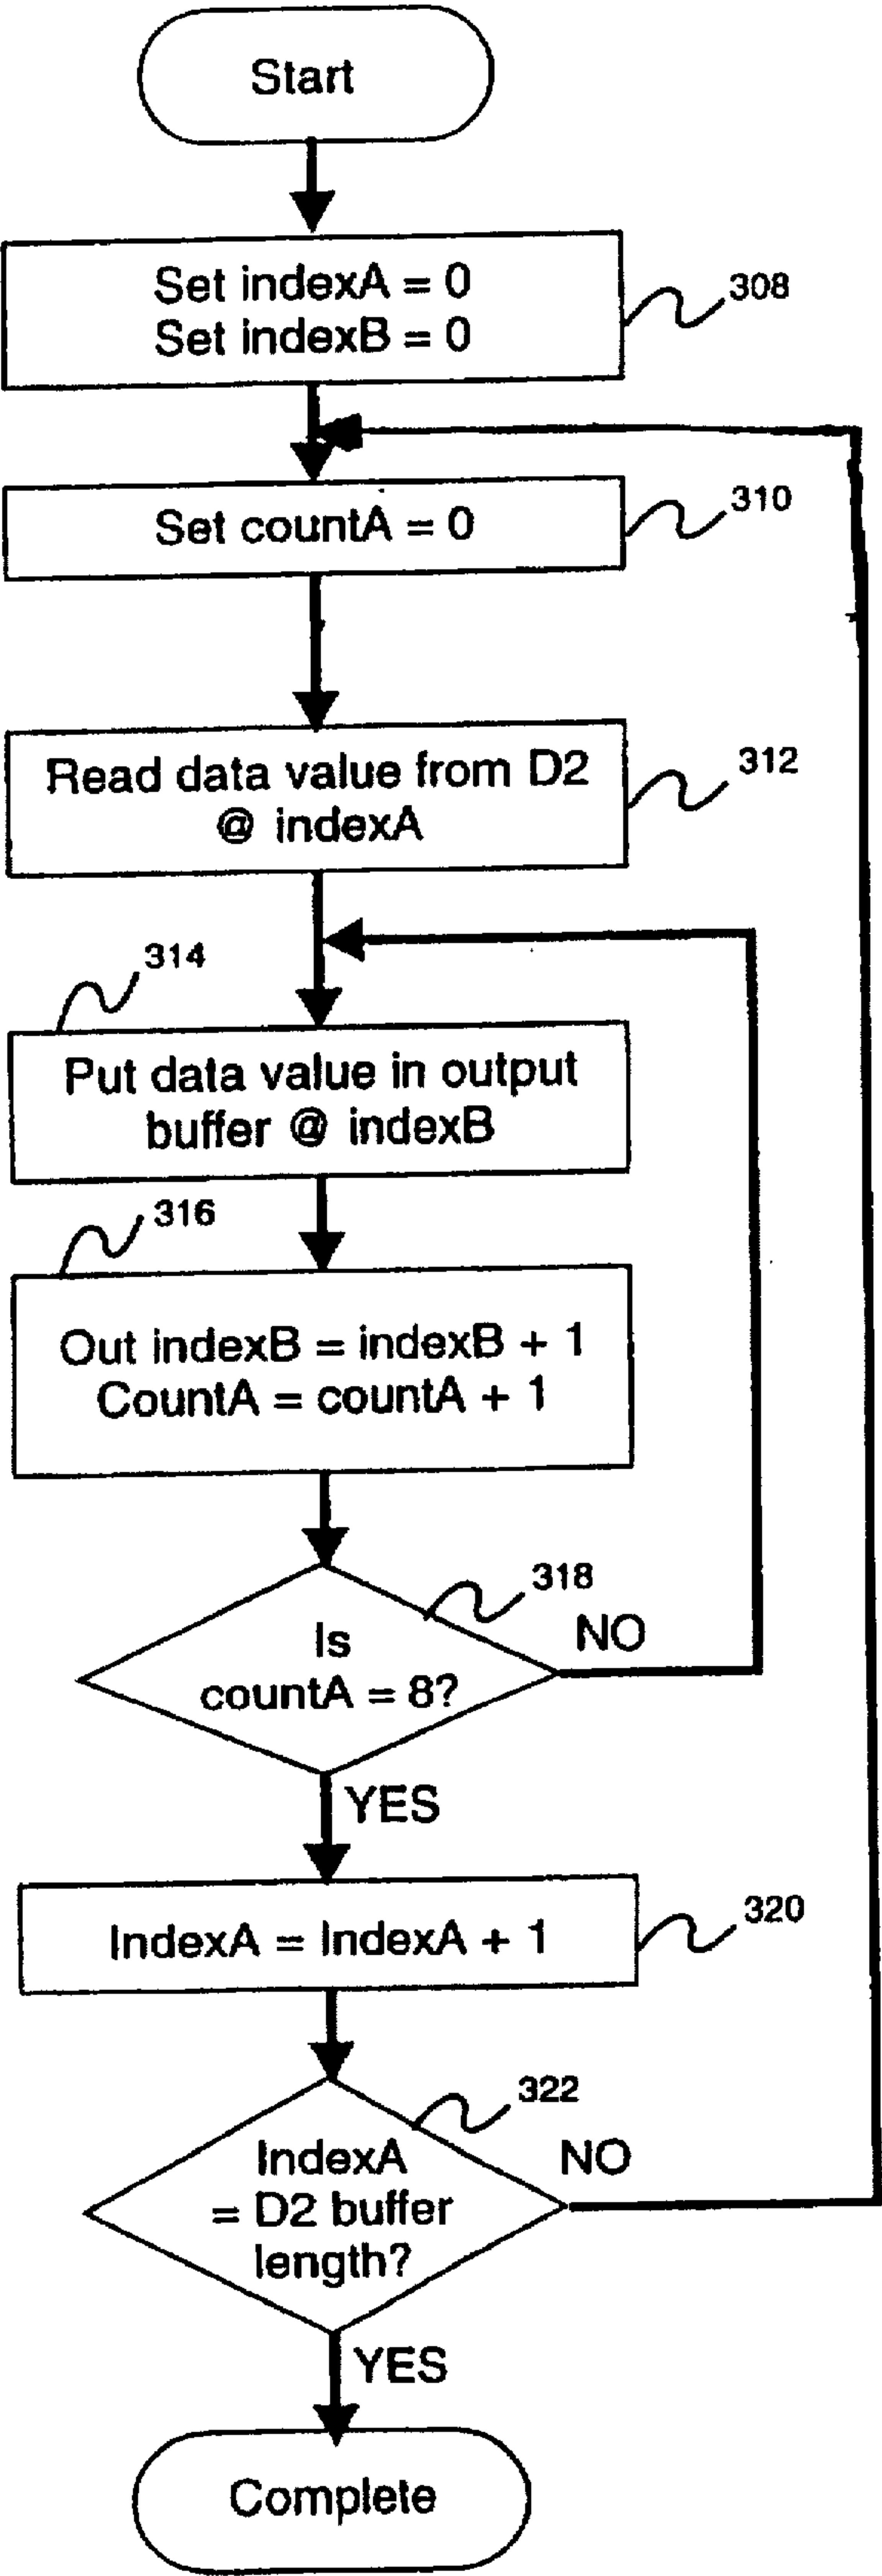 Start
Set indexA = 0
Set indexB = 0
308
Set countA = 0
310
Read data value from D2
@ indexA
312
314
Put data value in output
buffer @ indexB
316
Out indexB = indexB + 1
CountA = countA + 1
318
Is
countA = 8?
NO
YES
IndexA = IndexA + 1
320
322
IndexA
= D2 buffer
length?
NO
YES
Complete